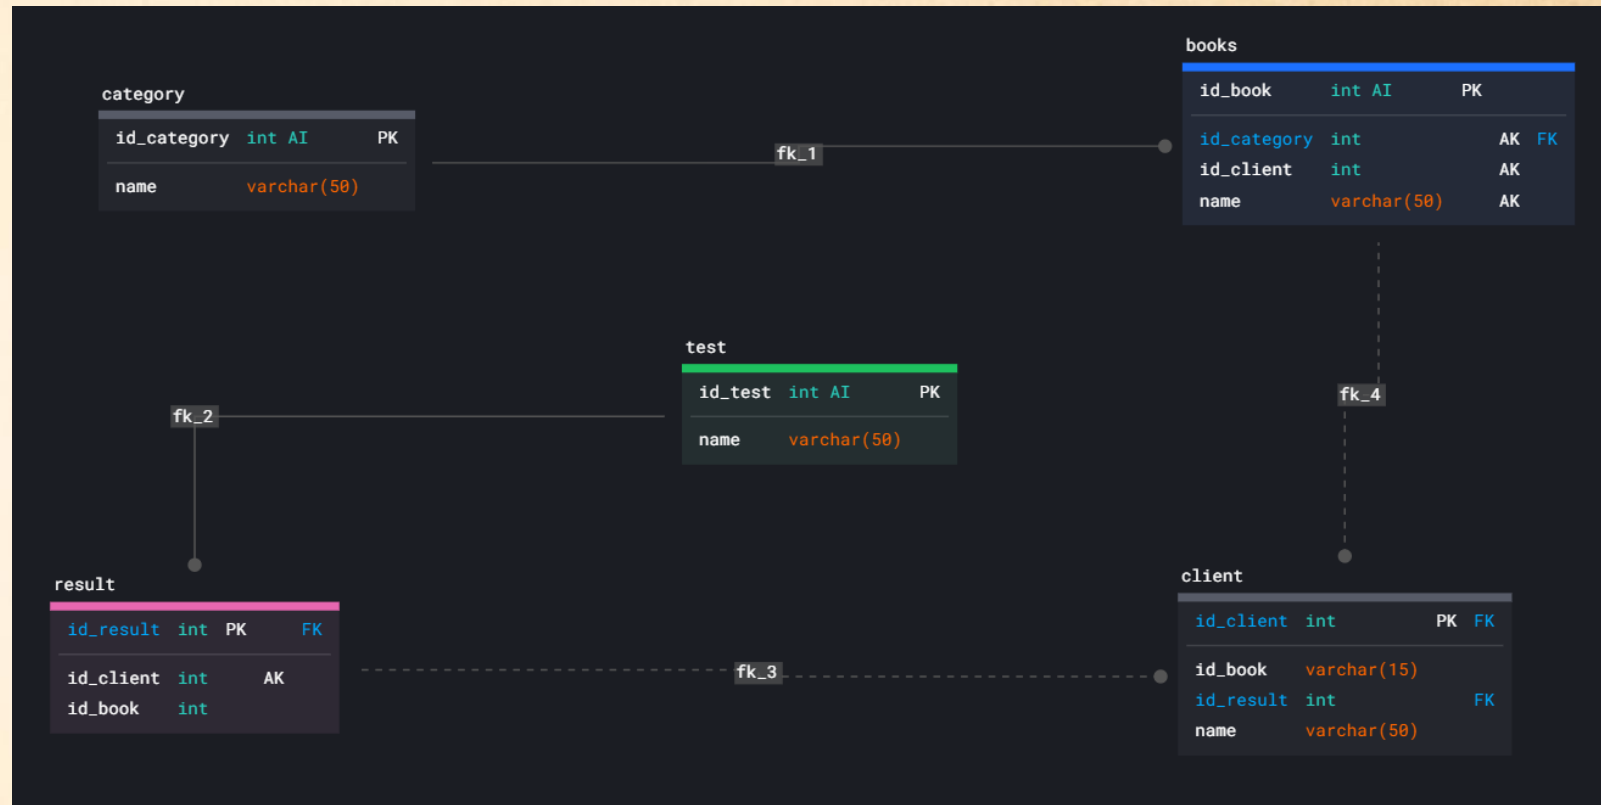 category
id_category int AI PK
name varchar(50)
fk_1
books
id_book int AI PK
id_category int AK FK
id_client int AK
name varchar(50) AK
test
id_test int AI PK
name varchar(50)
fk_2
fk_4
result
id_result int PK FK
id_client int AK
id_book int
fk_3
client
id_client int PK FK
id_book varchar(15)
id_result int FK
name varchar(50)